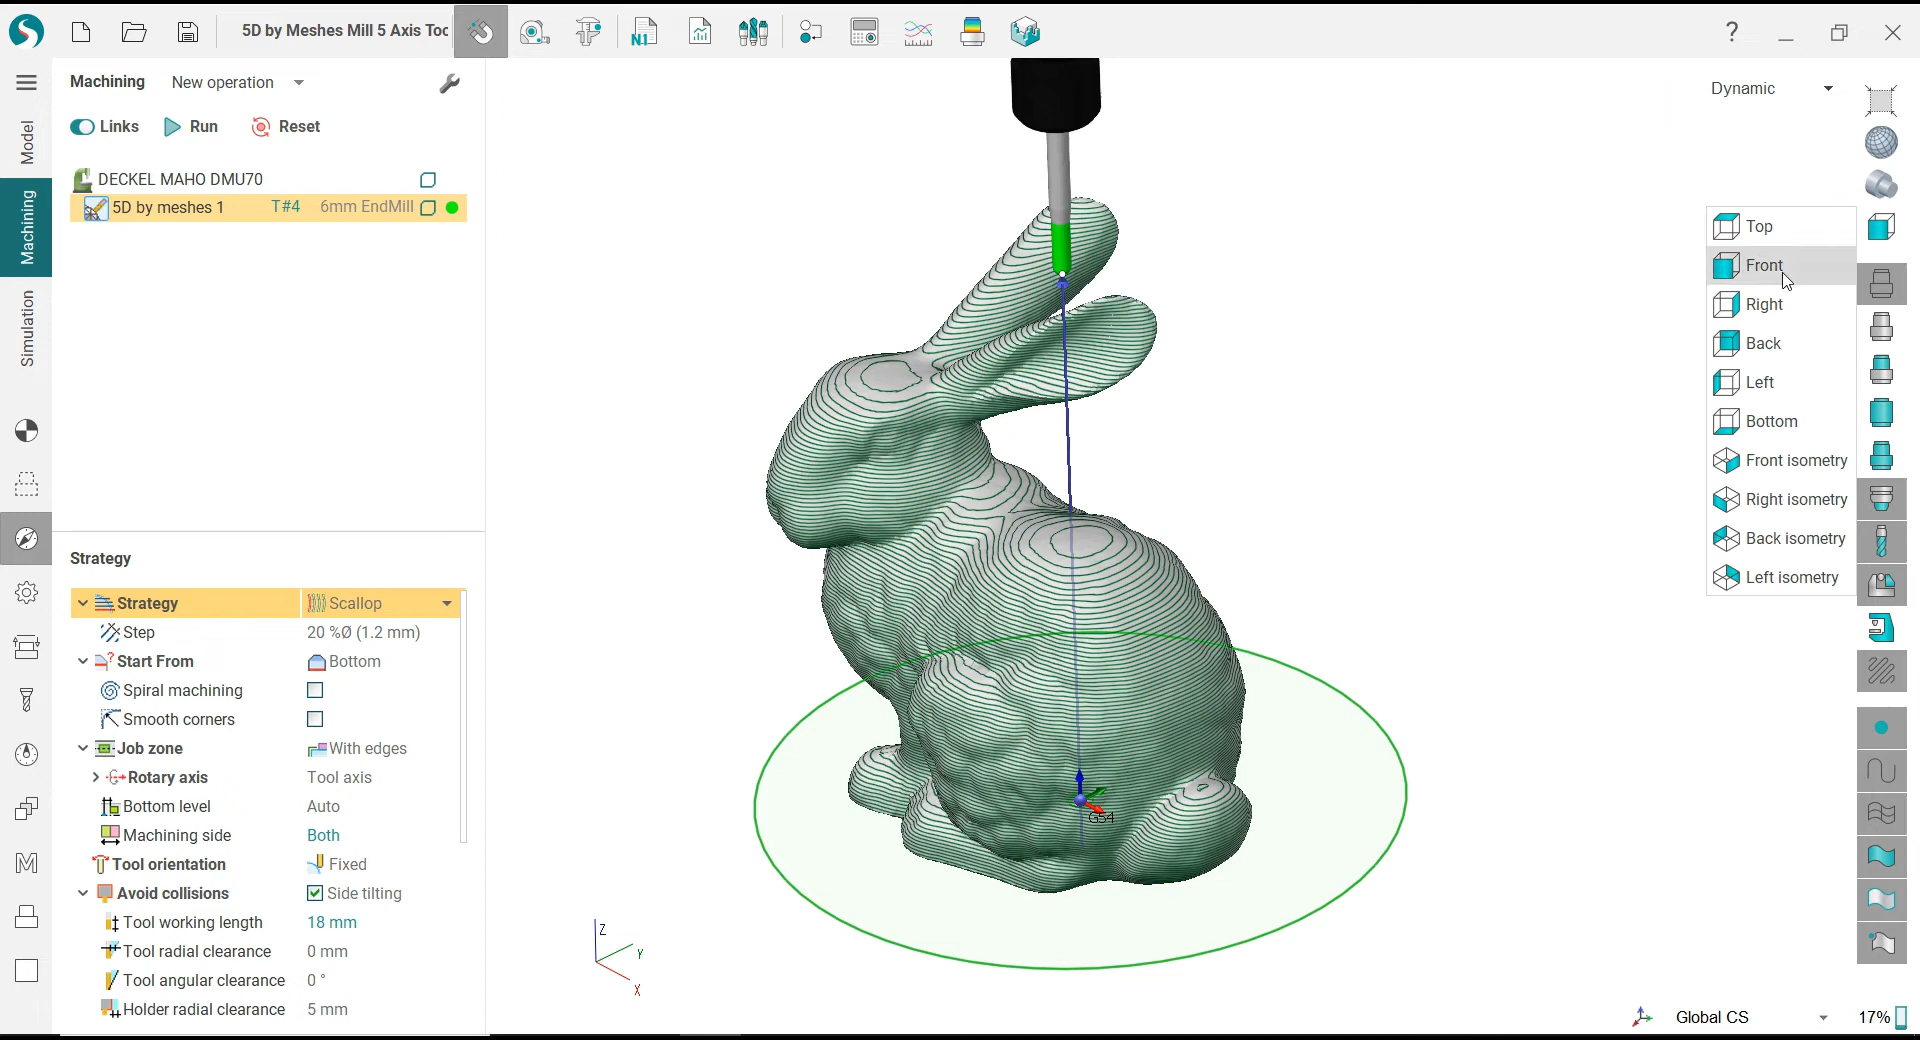 5D by Meshes Mill 5 Axis Too
N1
?
Machining New operation
Links Run Reset
Model
Machining
Simulation
DECKEL MAHO DMU70
5D by meshes 1 T#4 6mm EndMill
Strategy
Strategy Scallop
Step 20 %Ø (1.2 mm)
Start From Bottom
Spiral machining
Smooth corners
Job zone With edges
Rotary axis Tool axis
Bottom level Auto
Machining side Both
Tool orientation Fixed
Avoid collisions Side tilting
Tool working length 18 mm
Tool radial clearance 0 mm
Tool angular clearance 0 °
Holder radial clearance 5 mm
G54
Z
Y
X
Dynamic
Top
Front
Right
Back
Left
Bottom
Front isometry
Right isometry
Back isometry
Left isometry
Global CS 17%